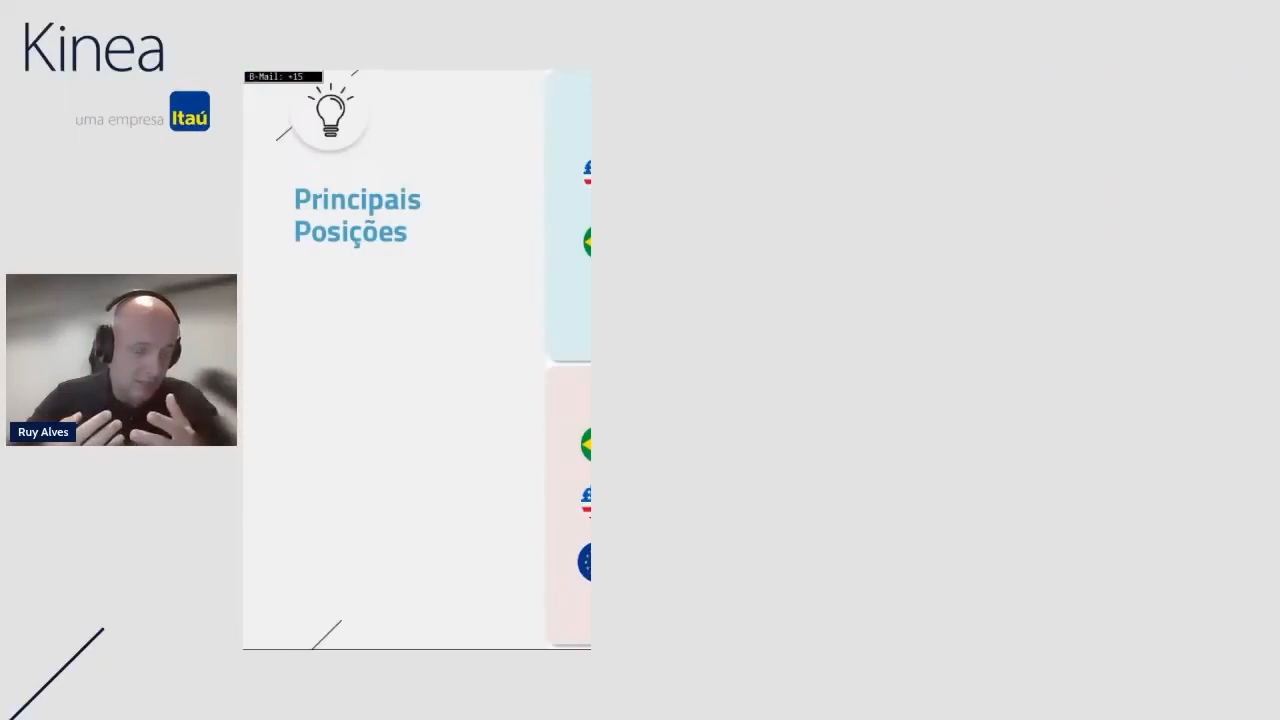 Kinea
uma empresa Itaú
B-Mail: +15
Principais
Posições
Ruy Alves